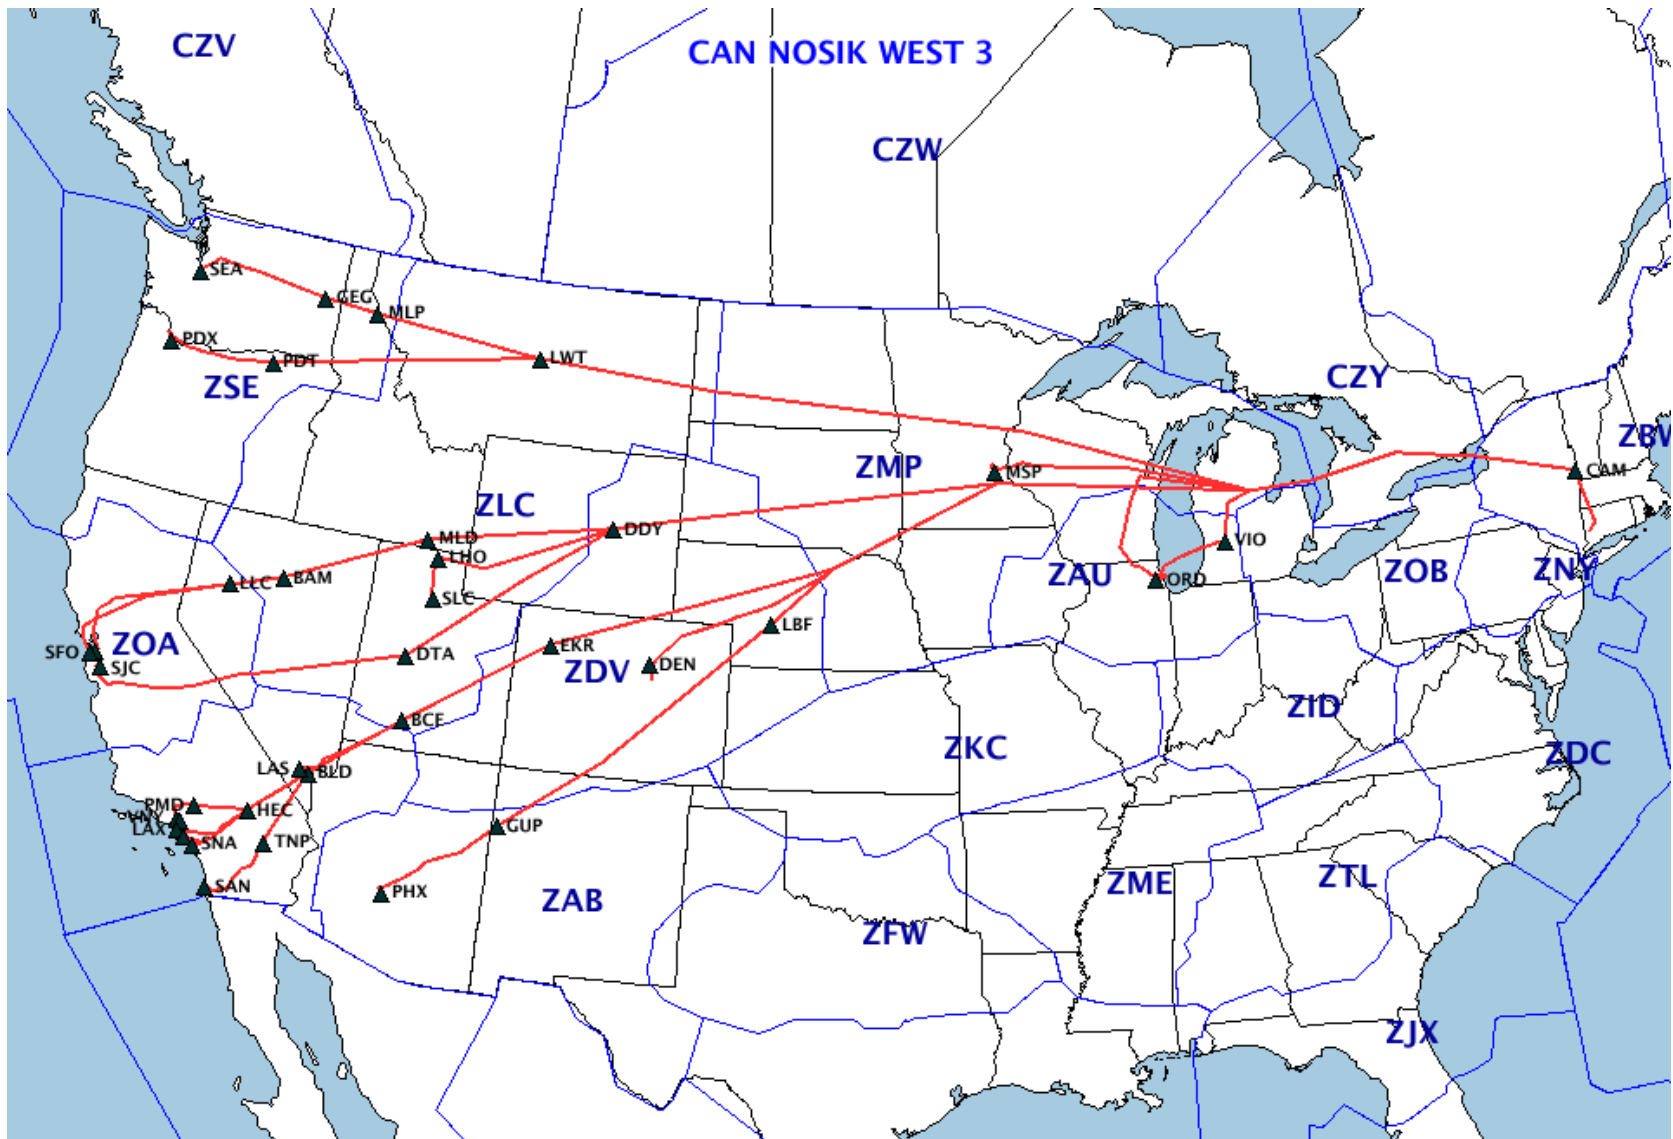 CZV
CAN NOSIK WEST 3
CZW
SEA
GEG
MLP
PDX
PDT
LWT
ZSE
CZY
ZBW
ZMP
MSP
CAM
ZLC
DDY
MLD
LHO
VIO
LLC
BAM
SLC
ZAU
ORD
ZOB
ZNY
SFO
ZOA
SJC
DTA
EKR
ZDV
DEN
LBF
BCE
ZID
ZKC
ZDC
LAS
BLD
PMD
HEC
VNY
LAX
SNA
TNP
GUP
SAN
PHX
ZAB
ZME
ZTL
ZFW
ZJX